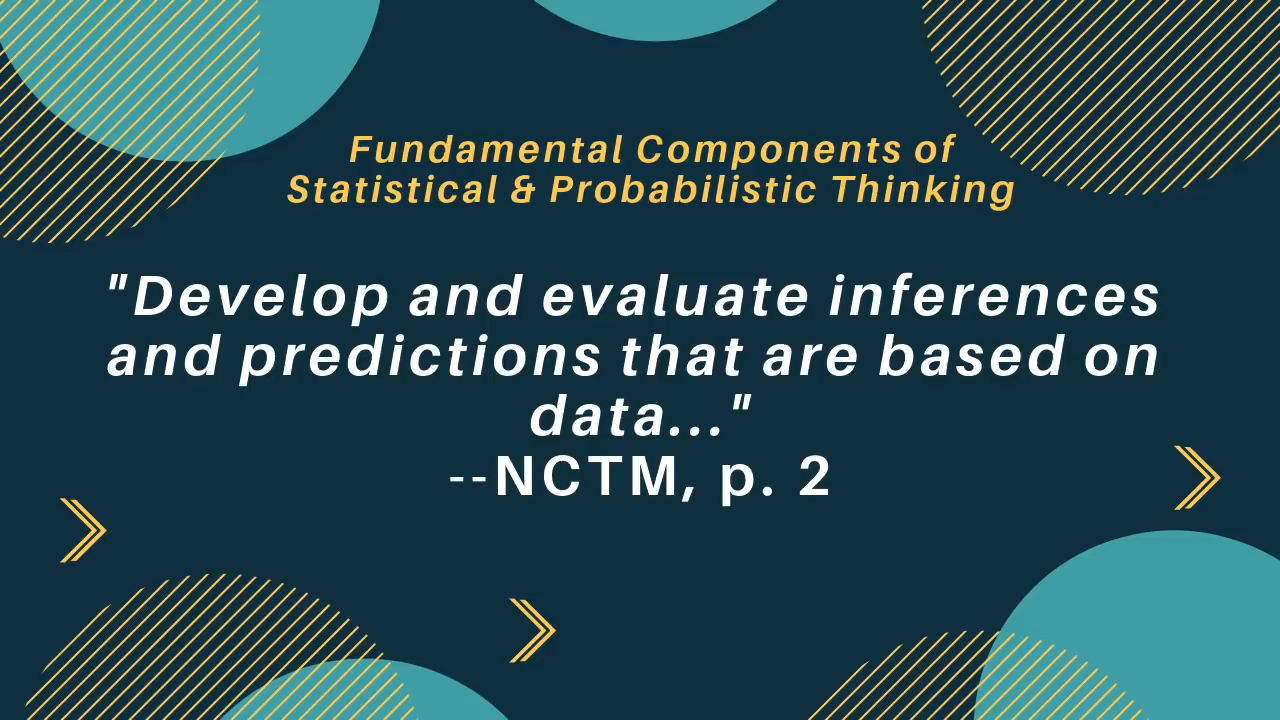 Fundamental Components of
Statistical & Probabilistic Thinking
"Develop and evaluate inferences
and predictions that are based on
data..."
--NCTM, p. 2